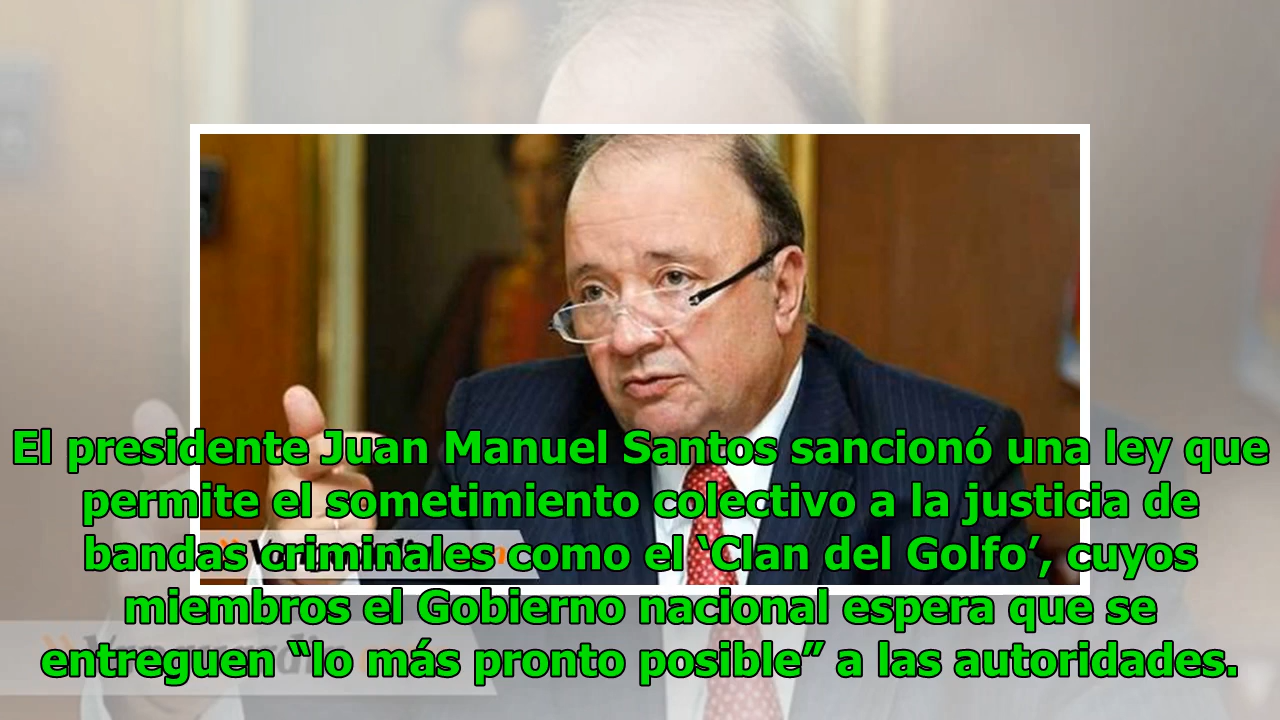 El presidente Juan Manuel Santos sancionó una ley que
permite el sometimiento colectivo a la justicia de
bandas criminales como el ‘Clan del Golfo’, cuyos
miembros el Gobierno nacional espera que se
entreguen “lo más pronto posible” a las autoridades.